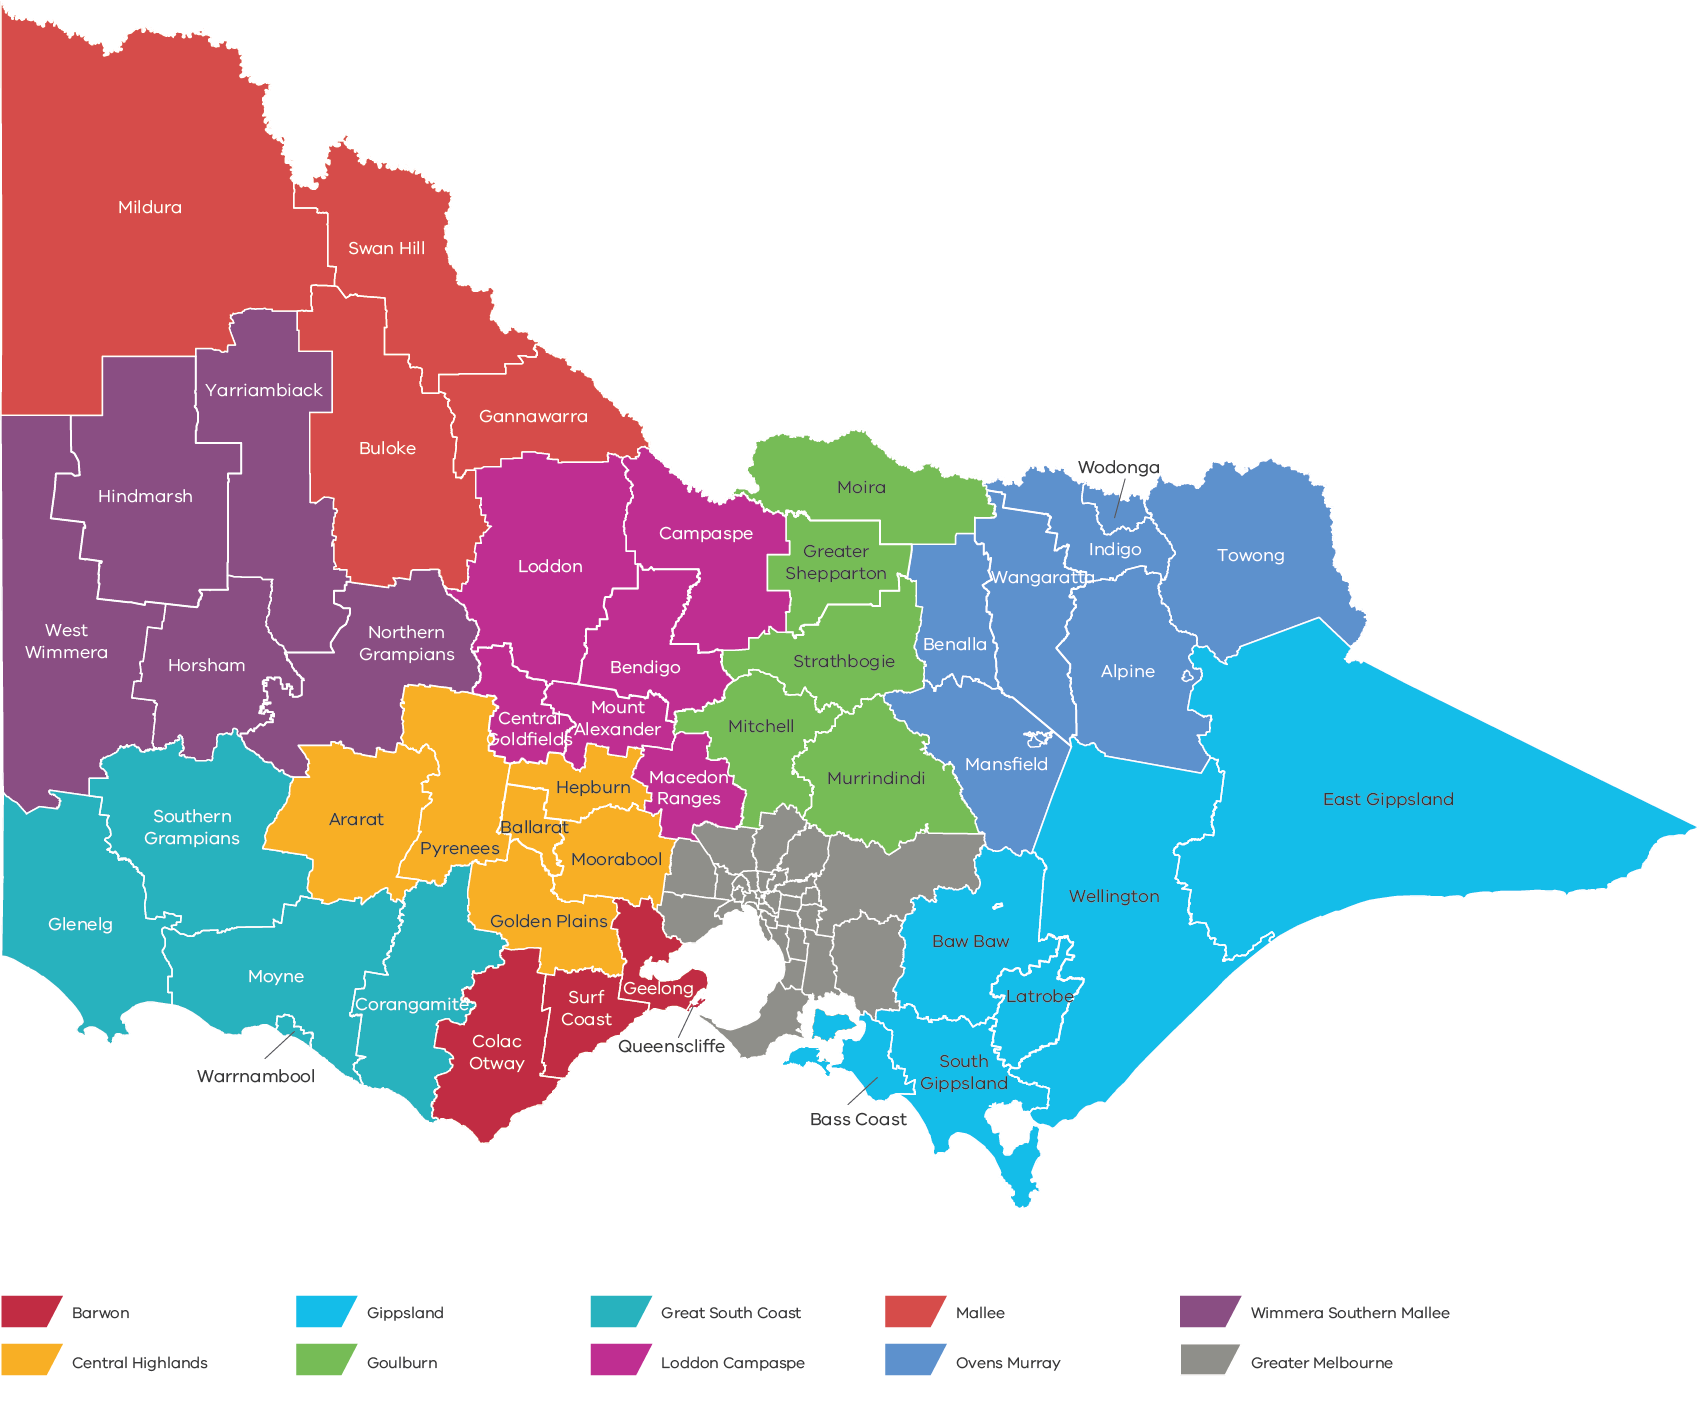 Mildura
Swan Hill
Yarriambiack
Gannawarra
Buloke
Hindmarsh
Moira
Wodonga
Campaspe
Greater
Shepparton
Indigo
Towong
Loddon
Wangaratta
West
Wimmera
Northern
Grampians
Horsham
Benalla
Bendigo
Strathbogie
Alpine
Central
Goldfields
Mount
Alexander
Mitchell
Mansfield
Macedon
Ranges
Murrindindi
Hepburn
East Gippsland
Southern
Grampians
Ararat
Ballarat
Pyrenees
Moorabool
Wellington
Glenelg
Golden Plains
Baw Baw
Moyne
Corangamite
Geelong
Surf
Coast
Latrobe
Colac
Otway
Queenscliffe
Warrnambool
South
Gippsland
Bass Coast
Barwon
Gippsland
Great South Coast
Mallee
Wimmera Southern Mallee
Central Highlands
Goulburn
Loddon Campaspe
Ovens Murray
Greater Melbourne